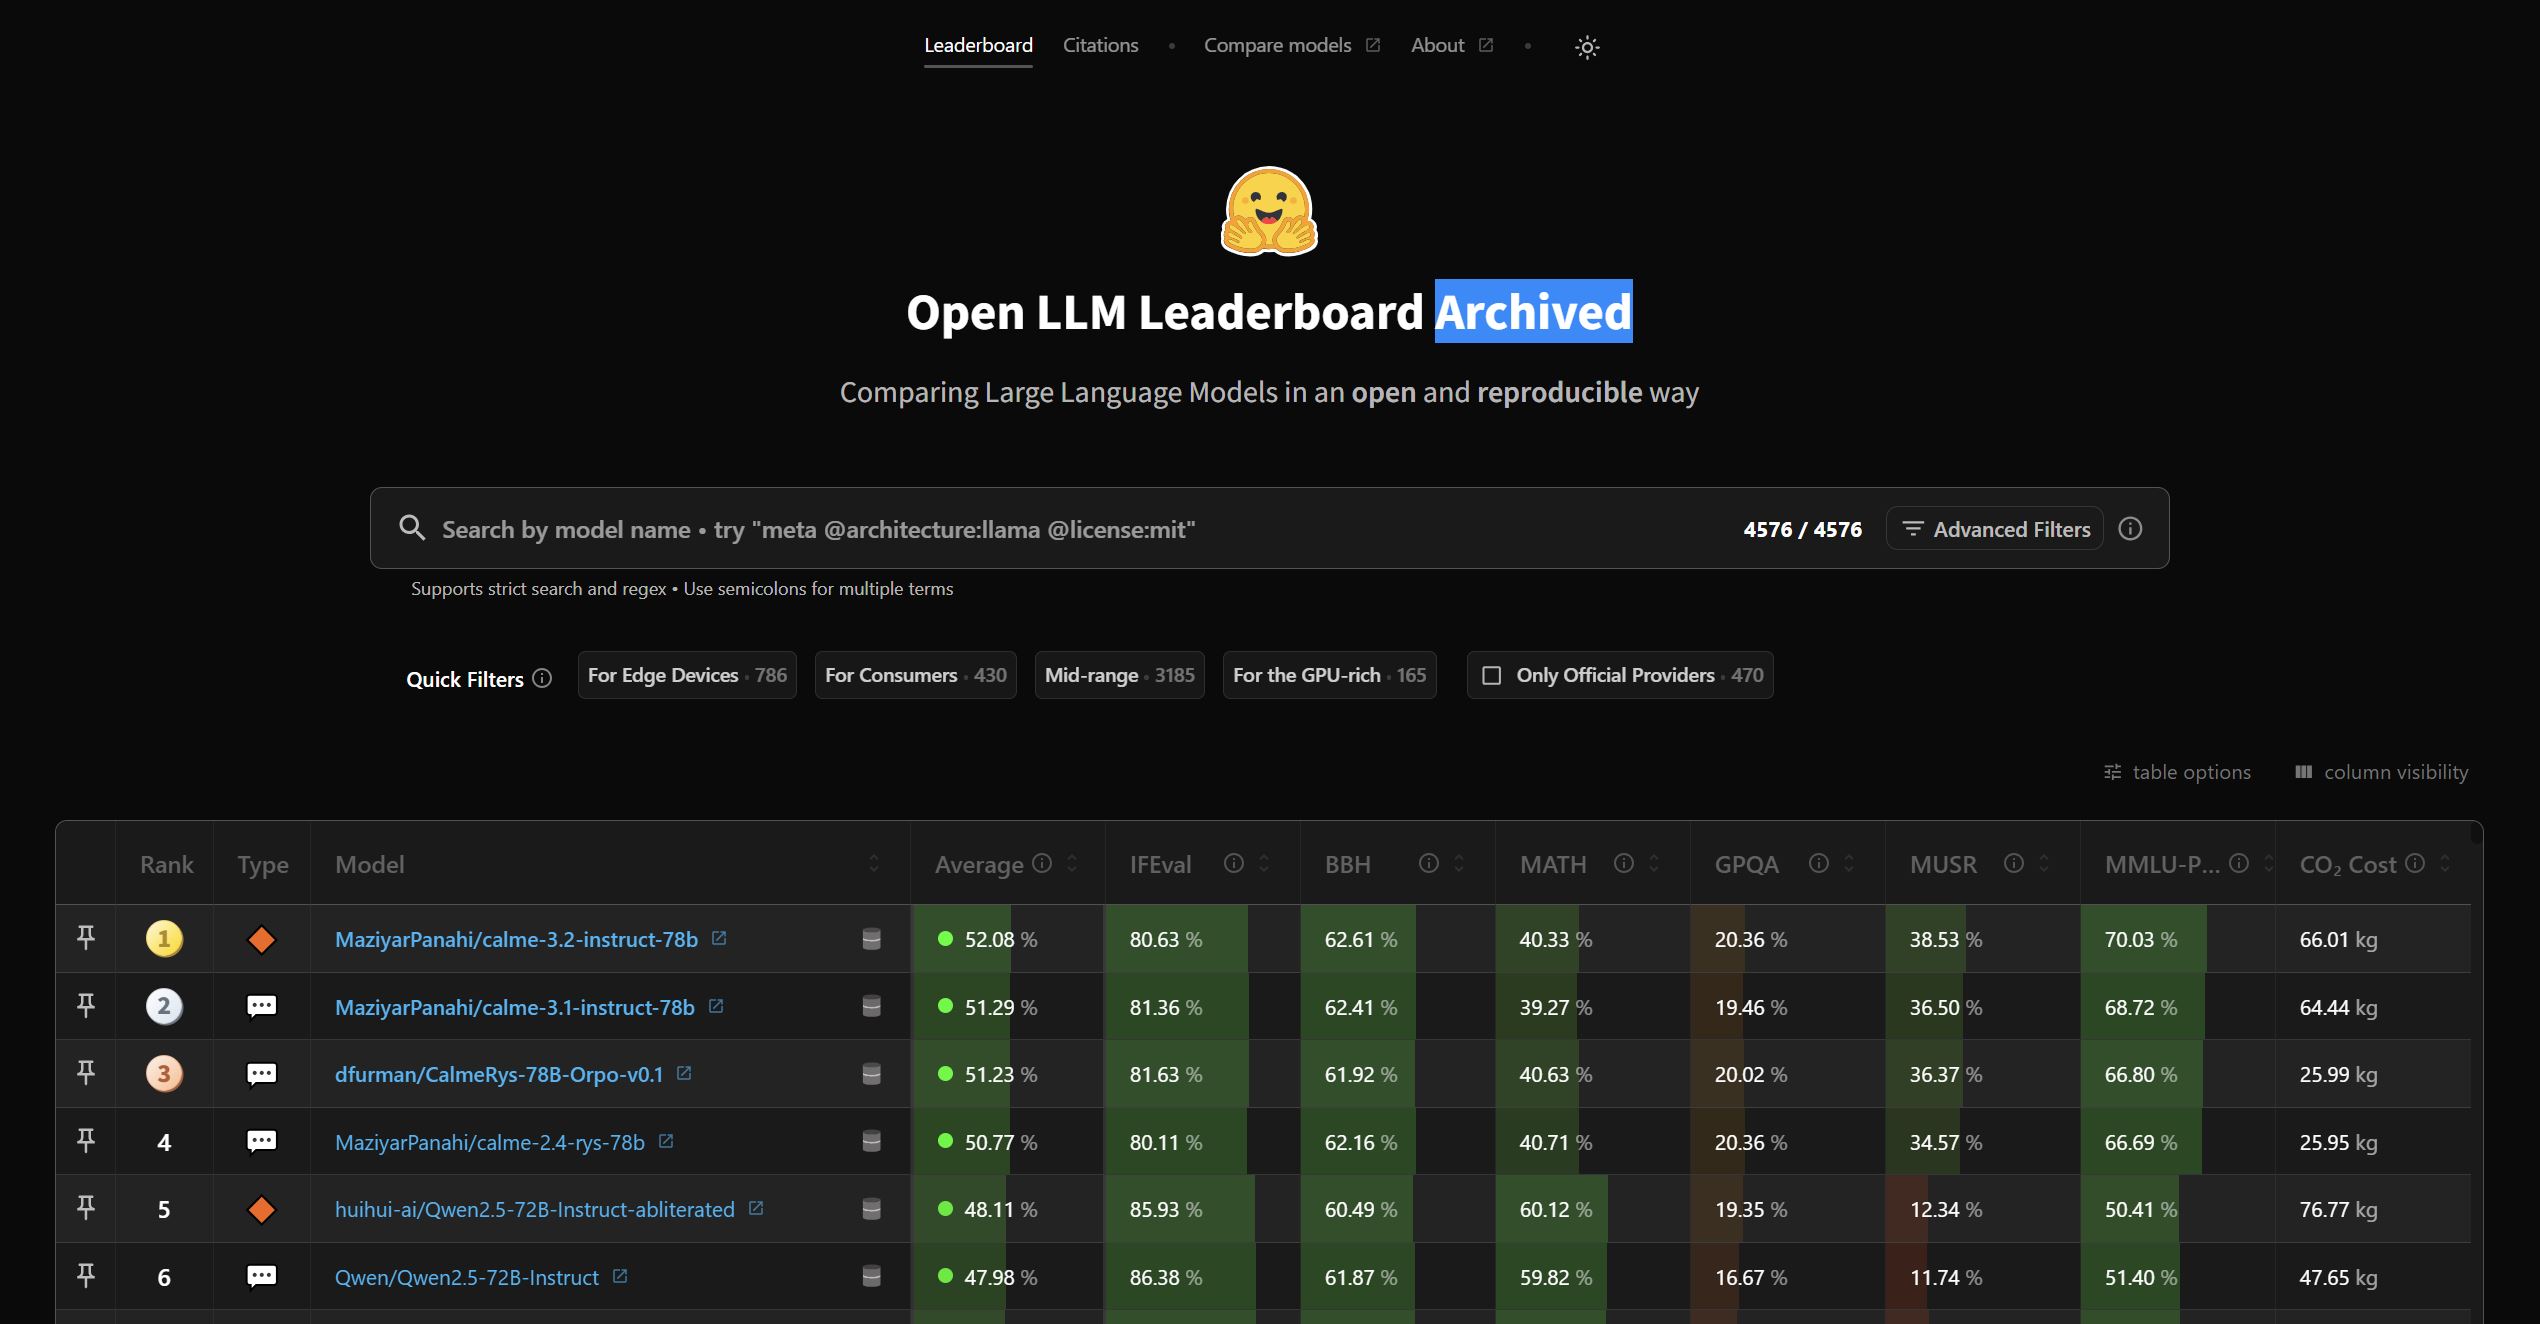 Leaderboard Citations • Compare models About •
Open LLM Leaderboard Archived
Comparing Large Language Models in an open and reproducible way
Search by model name • try "meta @architecture:llama @license:mit" 4576 / 4576 Advanced Filters
Supports strict search and regex • Use semicolons for multiple terms
Quick Filters For Edge Devices • 786 For Consumers • 430 Mid-range • 3185 For the GPU-rich • 165 Only Official Providers • 470
table options column visibility
Rank Type Model Average IFEval BBH MATH GPQA MUSR MMLU-P... CO₂ Cost
1 MaziyarPanahi/calme-3.2-instruct-78b 52.08 % 80.63 % 62.61 % 40.33 % 20.36 % 38.53 % 70.03 % 66.01 kg
2 MaziyarPanahi/calme-3.1-instruct-78b 51.29 % 81.36 % 62.41 % 39.27 % 19.46 % 36.50 % 68.72 % 64.44 kg
3 dfurman/CalmeRys-78B-Orpo-v0.1 51.23 % 81.63 % 61.92 % 40.63 % 20.02 % 36.37 % 66.80 % 25.99 kg
4 MaziyarPanahi/calme-2.4-rys-78b 50.77 % 80.11 % 62.16 % 40.71 % 20.36 % 34.57 % 66.69 % 25.95 kg
5 huihui-ai/Qwen2.5-72B-Instruct-abliterated 48.11 % 85.93 % 60.49 % 60.12 % 19.35 % 12.34 % 50.41 % 76.77 kg
6 Qwen/Qwen2.5-72B-Instruct 47.98 % 86.38 % 61.87 % 59.82 % 16.67 % 11.74 % 51.40 % 47.65 kg